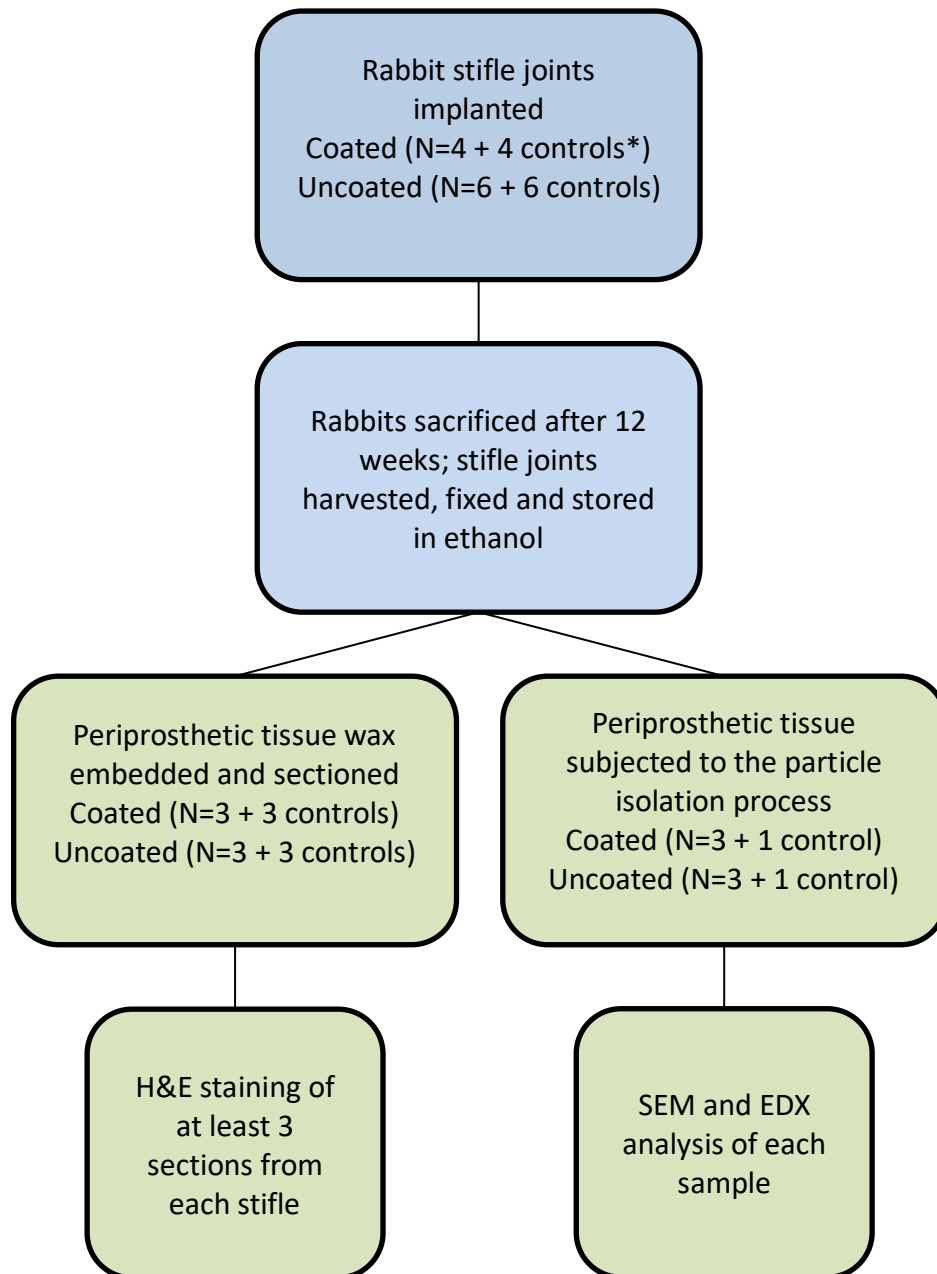 Rabbit stifle joints
implanted
Coated (N=4 + 4 controls*)
Uncoated (N=6 + 6 controls)
Rabbits sacrificed after 12
weeks; stifle joints
harvested, fixed and stored
in ethanol
Periprosthetic tissue wax
embedded and sectioned
Coated (N=3 + 3 controls)
Uncoated (N=3 + 3 controls)
Periprosthetic tissue
subjected to the particle
isolation process
Coated (N=3 + 1 control)
Uncoated (N=3 + 1 control)
H&E staining of
at least 3
sections from
each stifle
SEM and EDX
analysis of each
sample